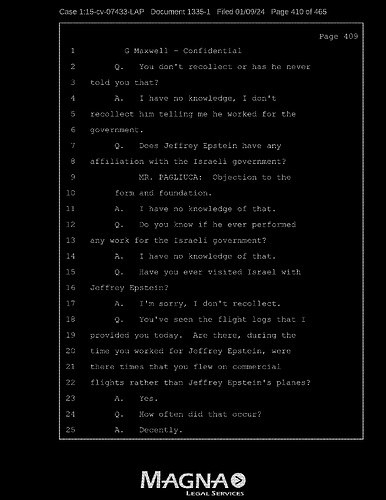 Case 1:15-cv-07433-LAP Document 1335-1 Filed 01/09/24 Page 410 of 465
Page 409
1 G Maxwell - Confidential
2 Q. You don't recollect or has he never
3 told you that?
4 A. I have no knowledge, I don't
5 recollect him telling me he worked for the
6 government.
7 Q. Does Jeffrey Epstein have any
8 affiliation with the Israeli government?
9 MR. PAGLIUCA: Objection to the
10 form and foundation.
11 A. I have no knowledge of that.
12 Q. Do you know if he ever performed
13 any work for the Israeli government?
14 A. I have no knowledge of that.
15 Q. Have you ever visited Israel with
16 Jeffrey Epstein?
17 A. I'm sorry, I don't recollect.
18 Q. You've seen the flight logs that I
19 provided you today. Are there, during the
20 time you worked for Jeffrey Epstein, were
21 there times that you flew on commercial
22 flights rather than Jeffrey Epstein's planes?
23 A. Yes.
24 Q. How often did that occur?
25 A. Decently.
MAGNA
LEGAL SERVICES